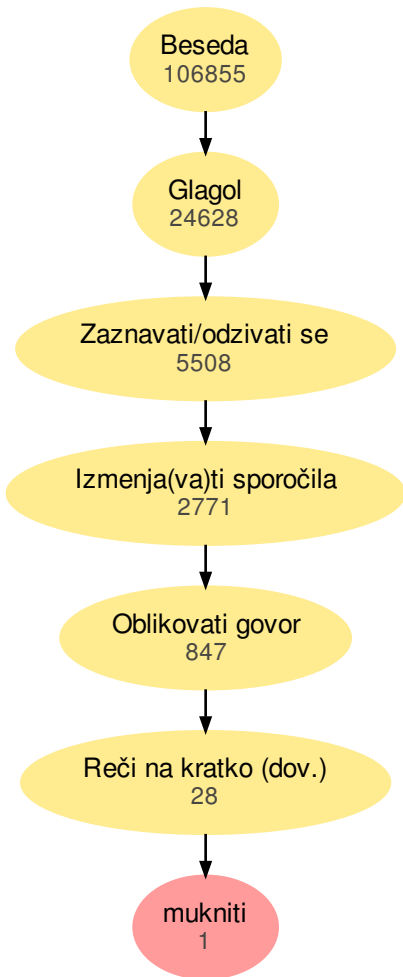 Beseda
106855
Glagol
24628
Zaznavati/odzivati se
5508
Izmenja(va)ti sporočila
2771
Oblikovati govor
847
Reči na kratko (dov.)
28
mukniti
1